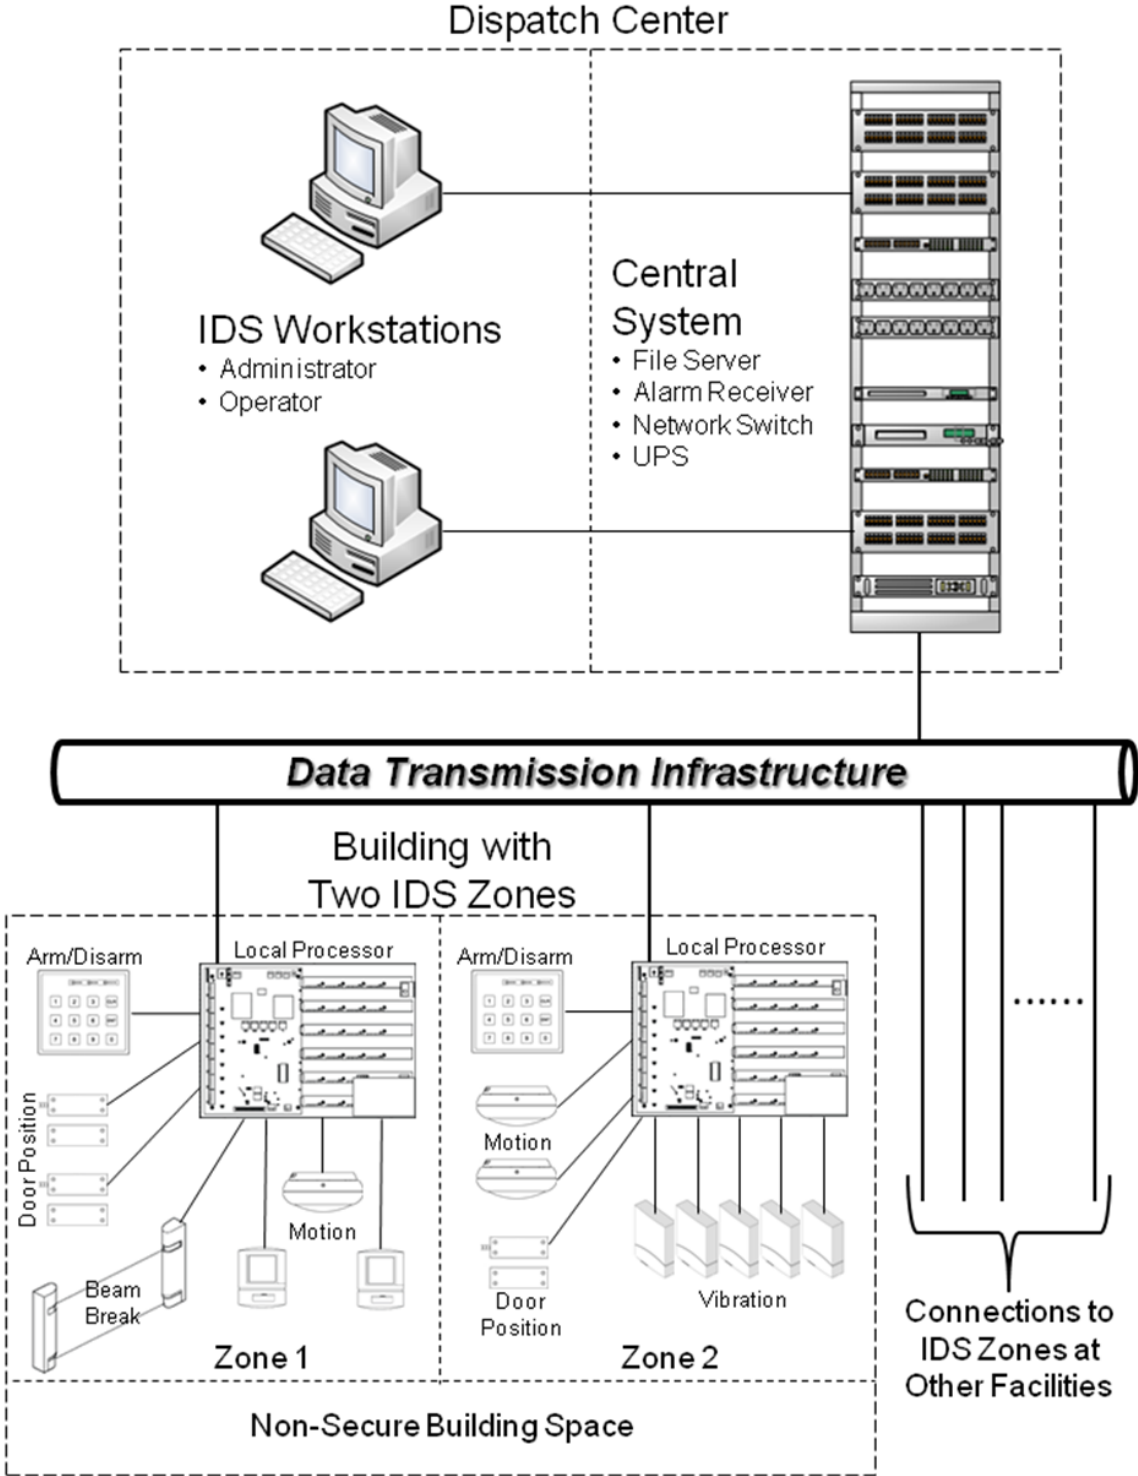 Dispatch Center
IDS Workstations
• Administrator
• Operator
Central
System
• File Server
• Alarm Receiver
• Network Switch
• UPS
Data Transmission Infrastructure
Building with
Two IDS Zones
Arm/Disarm
Local Processor
Door Position
Beam
Break
Motion
Zone 1
Arm/Disarm
Local Processor
Motion
Door
Position
Vibration
Zone 2
......
Connections to
IDS Zones at
Other Facilities
Non-Secure Building Space